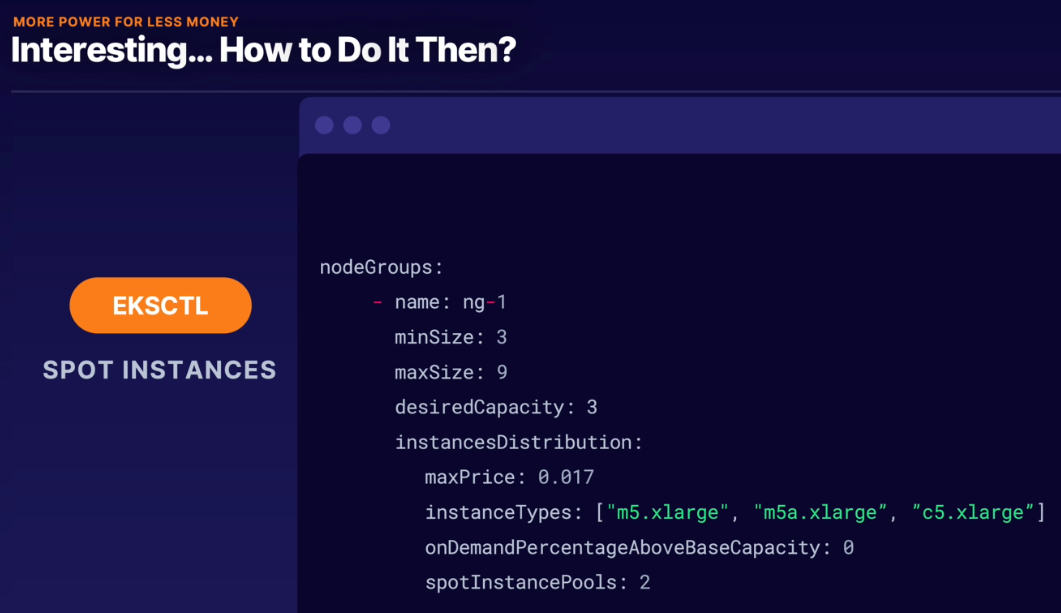 MORE POWER FOR LESS MONEY
Interesting... How to Do It Then?
EKSCTL
SPOT INSTANCES
nodeGroups:
- name: ng-1
minSize: 3
maxSize: 9
desiredCapacity: 3
instancesDistribution:
maxPrice: 0.017
instanceTypes: ["m5.xlarge", "m5a.xlarge”, ”c5.xlarge”]
onDemandPercentageAboveBaseCapacity: 0
spotInstancePools: 2